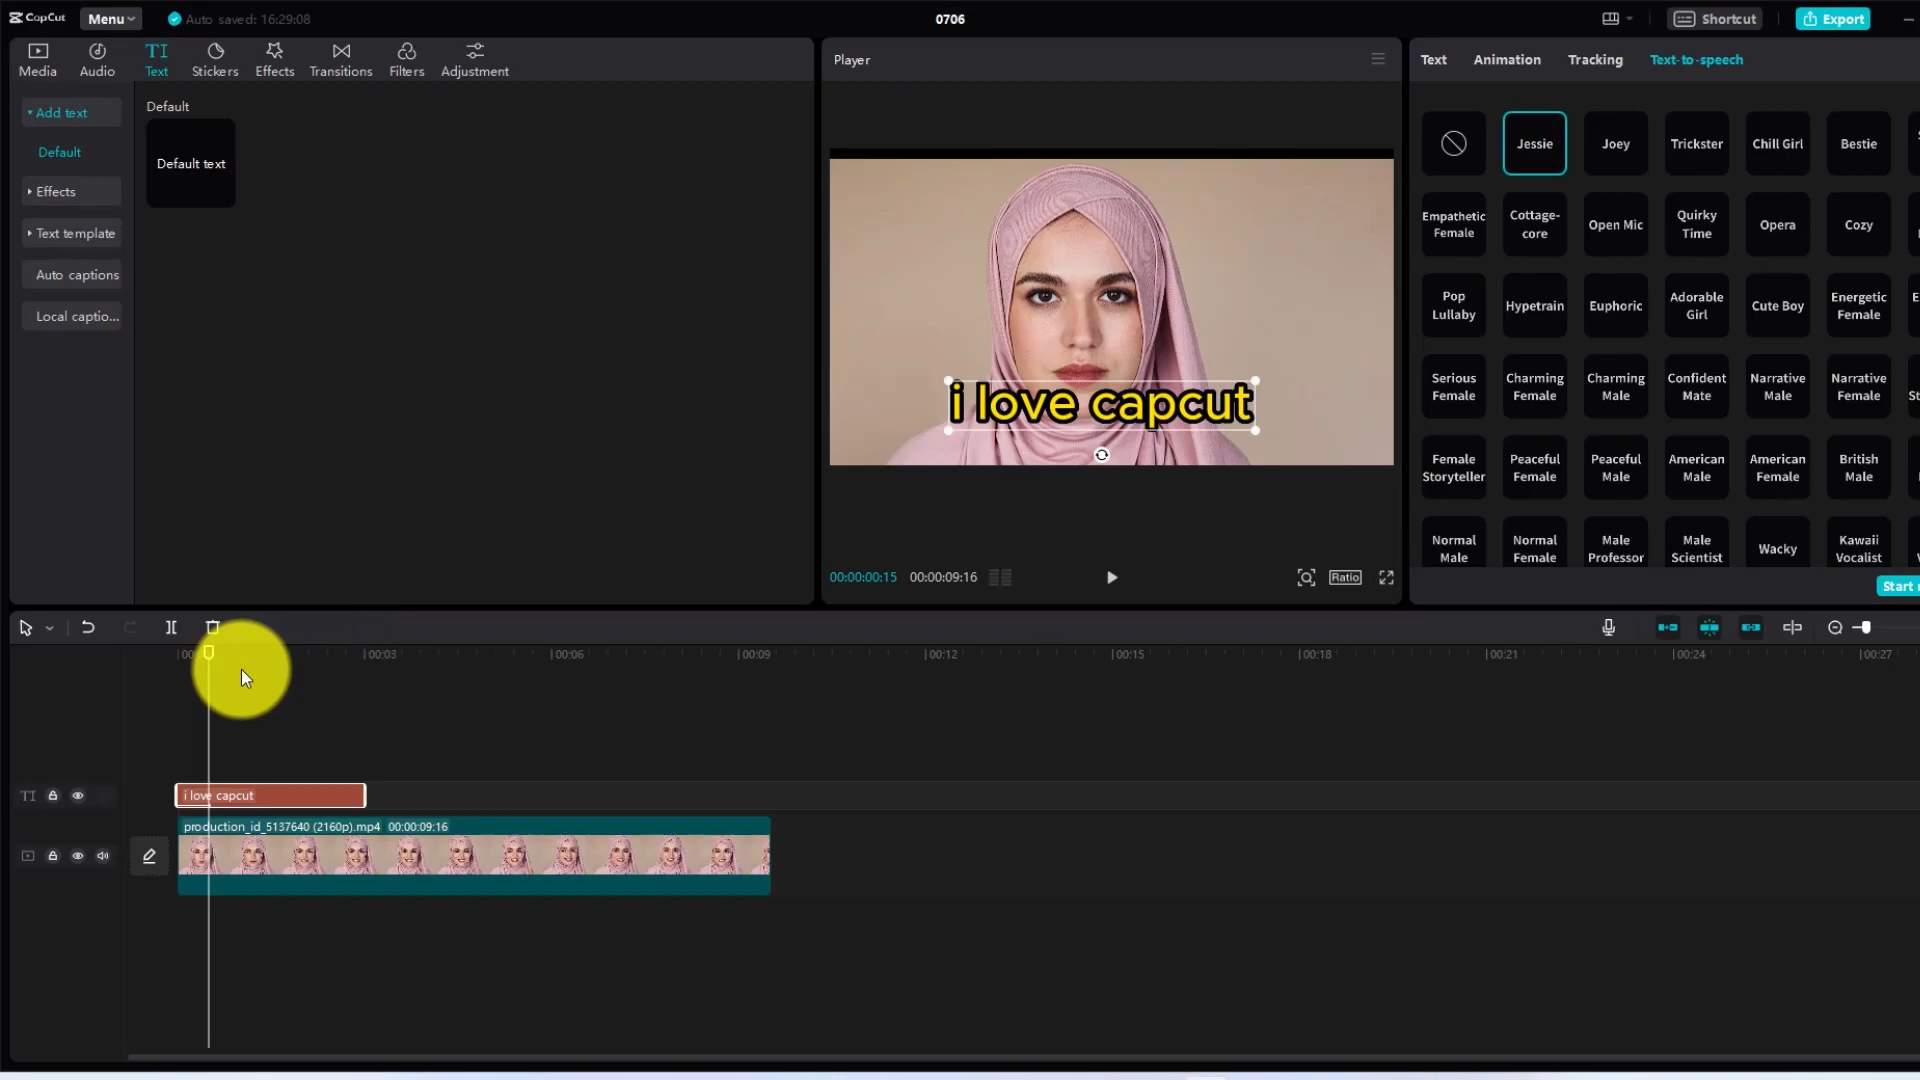 CapCut
Menu
Auto saved: 16:29:08
0706
Shortcut
Export
Media
Audio
TI
Text
Stickers
Effects
Transitions
Filters
Adjustment
Add text
Default
Effects
Text template
Auto captions
Local captio...
Default
Default text
Player
i love capcut
00:00:00:15
00:00:09:16
Ratio
Text
Animation
Tracking
Text-to-speech
Jessie
Joey
Trickster
Chill Girl
Bestie
Empathetic
Female
Cottage-
core
Open Mic
Quirky
Time
Opera
Cozy
Pop
Lullaby
Hypetrain
Euphoric
Adorable
Girl
Cute Boy
Energetic
Female
Serious
Female
Charming
Female
Charming
Male
Confident
Mate
Narrative
Male
Narrative
Female
Female
Storyteller
Peaceful
Female
Peaceful
Male
American
Male
American
Female
British
Male
Normal
Male
Normal
Female
Male
Professor
Male
Scientist
Wacky
Kawaii
Vocalist
Start
00:03
00:06
00:09
00:12
00:15
00:18
00:21
00:24
00:27
TI
i love capcut
production_id_5137640 (2160p).mp4
00:00:09:16